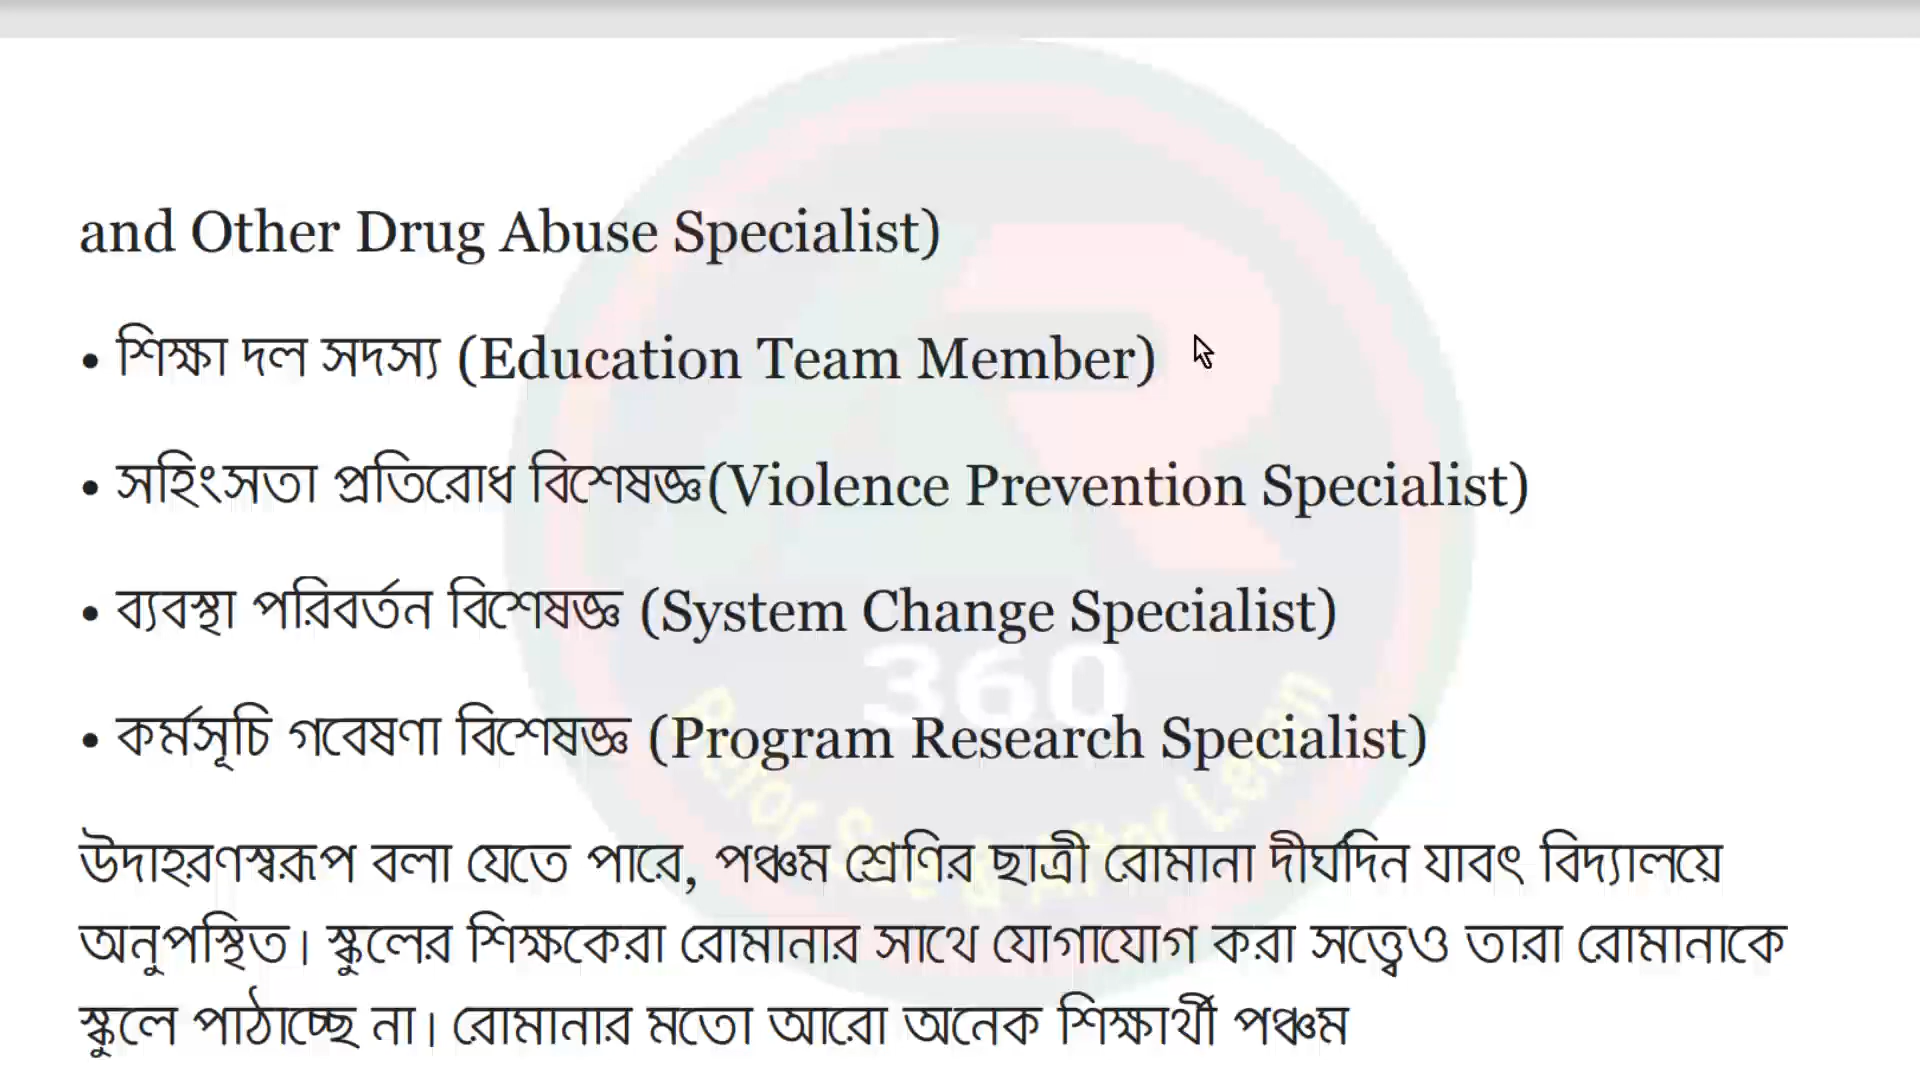 and Other Drug Abuse Specialist)
• শিক্ষা দল সদস্য (Education Team Member)
• সহিংসতা প্রতিরোধ বিশেষজ্ঞ(Violence Prevention Specialist)
• ব্যবস্থা পরিবর্তন বিশেষজ্ঞ (System Change Specialist)
• কর্মসূচি গবেষণা বিশেষজ্ঞ (Program Research Specialist)
উদাহরণস্বরূপ বলা যেতে পারে, পঞ্চম শ্রেণির ছাত্রী রোমানা দীর্ঘদিন যাবৎ বিদ্যালয়ে
অনুপস্থিত। স্কুলের শিক্ষকেরা রোমানার সাথে যোগাযোগ করা সত্ত্বেও তারা রোমানাকে
স্কুলে পাঠাচ্ছে না। রোমানার মতো আরো অনেক শিক্ষার্থী পঞ্চম
360